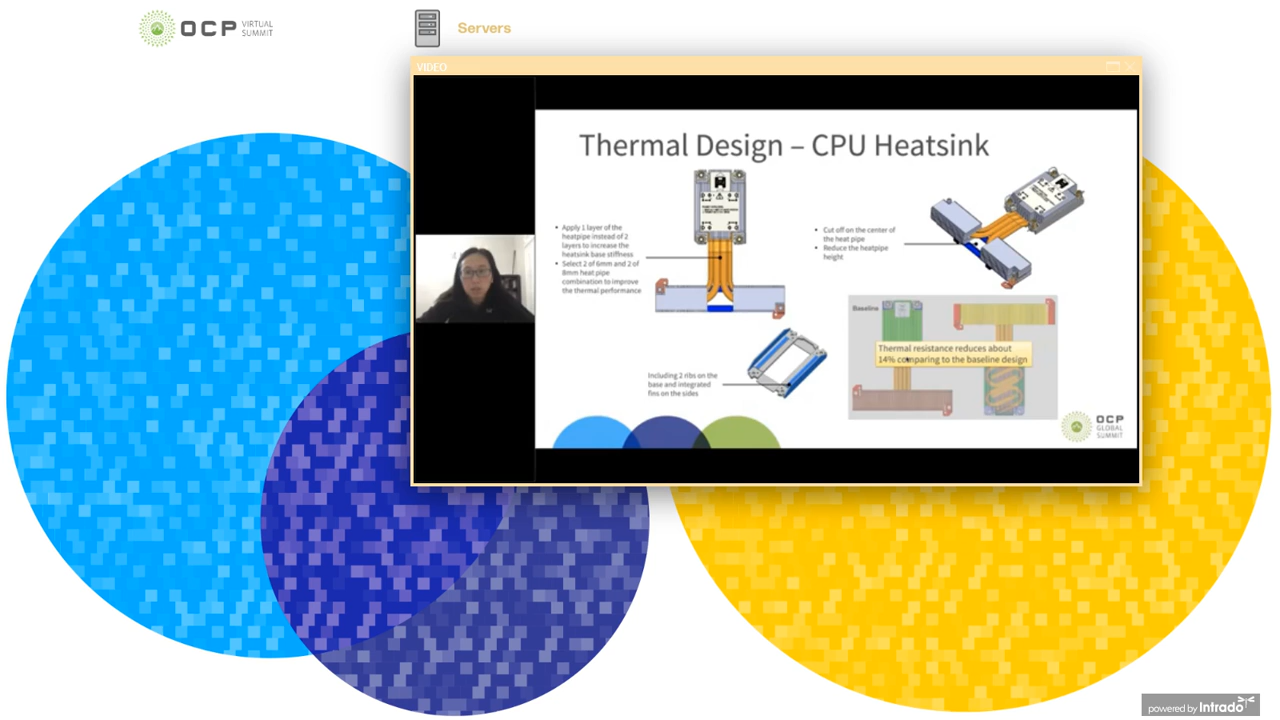 OCP VIRTUAL
SUMMIT
Servers
VIDEO
Thermal Design – CPU Heatsink
• Apply 1 layer of the
heatpipe instead of 2
layers to increase the
heatsink base stiffness
• Select 2 of 6mm and 2 of
8mm heat pipe
combination to improve
the thermal performance
• Cut off on the center of
the heat pipe
• Reduce the heatpipe
height
Baseline
Thermal resistance reduces about
14% comparing to the baseline design
Including 2 ribs on the
base and integrated
fins on the sides
OCP
GLOBAL
SUMMIT
powered by Intrado